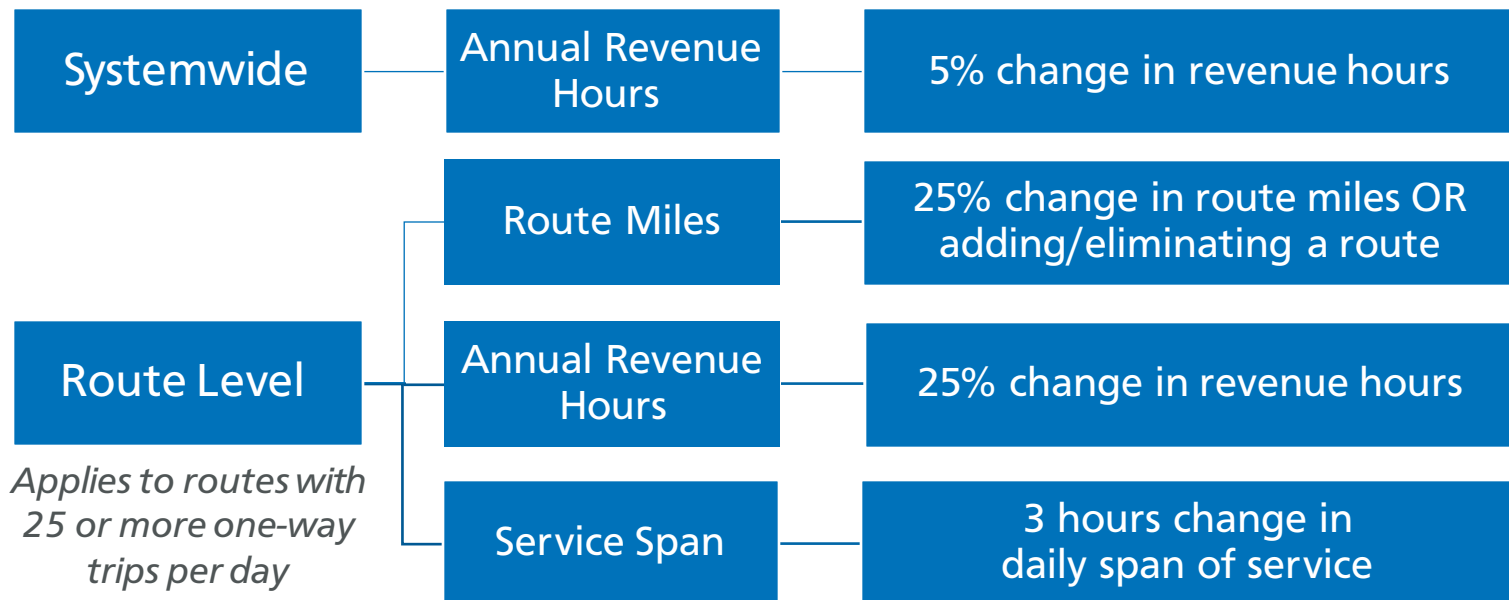 Systemwide
Annual Revenue
Hours
5% change in revenue hours
Route Miles
25% change in route miles OR
adding/eliminating a route
Route Level
Applies to routes with
25 or more one-way
trips per day
Annual Revenue
Hours
25% change in revenue hours
Service Span
3 hours change in
daily span of service